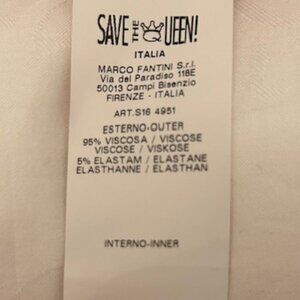 SAVE THE QUEEN!
ITALIA
MARCO FANTINI S.r.l.
Via del Paradiso 118E
50013 Campi Bisenzio
FIRENZE - ITALIA
ART.S16 4951
ESTERNO-OUTER
95% VISCOSA / VISCOSE
VISCOSE / VISKOSE
5% ELASTAM / ELASTANE
ELASTHANNE / ELASTHAN
INTERNO-INNER